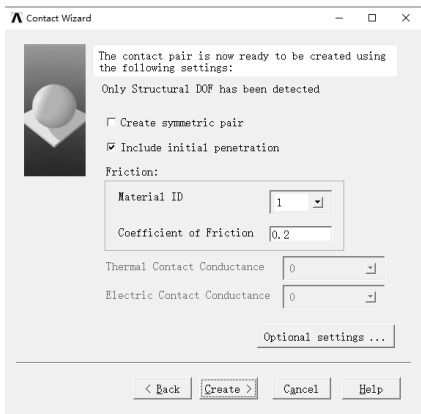 Contact Wizard
The contact pair is now ready to be created using
the following settings:
Only Structural DOF has been detected
Create symmetric pair
Include initial penetration
Friction:
Material ID 1
Coefficient of Friction 0.2
Thermal Contact Conductance 0
Electric Contact Conductance 0
Optional settings ...
< Back Create > Cancel Help